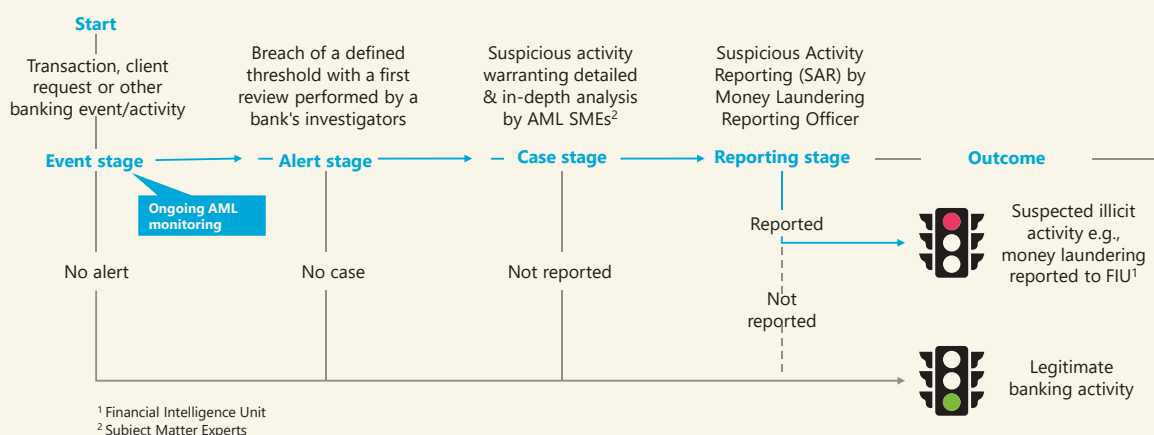 Start
Transaction, client
request or other
banking event/activity
Breach of a defined
threshold with a first
review performed by a
bank's investigators
Suspicious activity
warranting detailed
& in-depth analysis
by AML SMEs²
Suspicious Activity
Reporting (SAR) by
Money Laundering
Reporting Officer
Event stage
Alert stage
Case stage
Reporting stage
Outcome
Ongoing AML
monitoring
No alert
No case
Not reported
Reported
Not
reported
Suspected illicit
activity e.g.,
money laundering
reported to FIU¹
Legitimate
banking activity
¹ Financial Intelligence Unit
² Subject Matter Experts